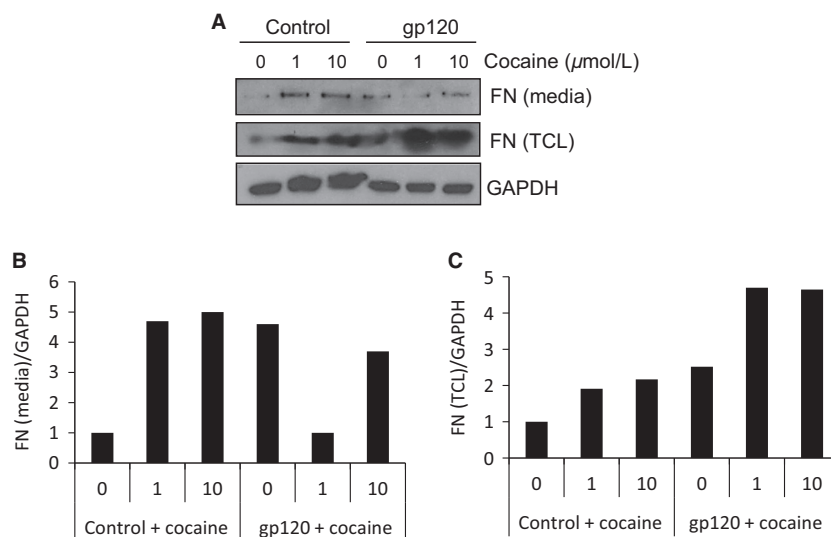 A
Control gp120
0 1 10 0 1 10 Cocaine (µmol/L)
FN (media)
FN (TCL)
GAPDH
B
FN (media)/GAPDH
6
5
4
3
2
1
0
0 1 10 0 1 10
Control + cocaine gp120 + cocaine
C
FN (TCL)/GAPDH
5
4
3
2
1
0
0 1 10 0 1 10
Control + cocaine gp120 + cocaine